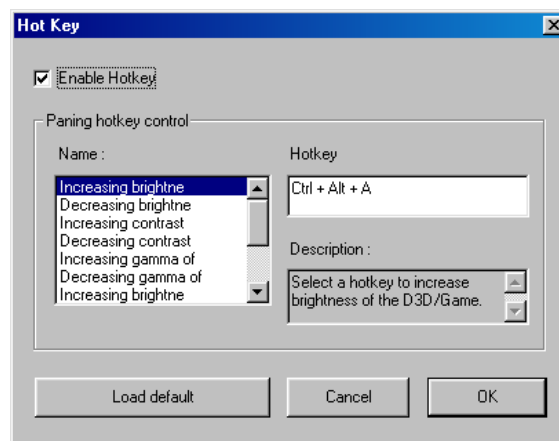 Hot Key
Enable Hotkey
Paning hotkey control
Name :
Increasing brightne
Decreasing brightne
Increasing contrast
Decreasing contrast
Increasing gamma of
Decreasing gamma of
Increasing brightne
Hotkey
Ctrl + Alt + A
Description :
Select a hotkey to increase
brightness of the D3D/Game.
Load default
Cancel
OK